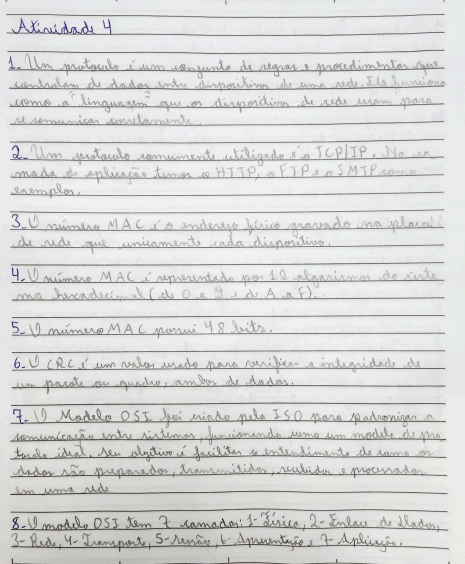 Atividade 4
1. Um protocolo é um conjunto de regras e procedimentos que
controlam de dados entre dispositivos de uma rede. Ele funciona
como a "linguagem" que os dispositivos de rede usam para
se comunicar corretamente.
2. Um protocolo comumente utilizado é o TCP/IP. Na ca
mada de aplicação temos o HTTP, o FTP e o SMTP como
exemplos.
3. O número MAC é o endereço físico gravado na placa
de rede que unicamente cada dispositivo.
4. O número MAC é representado por 12 algarismos do siste
ma hexadecimal (de 0 a 9 e de A a F).
5. O número MAC possui 48 bits.
6. O CRC é um valor usado para verificar a integridade de
um pacote ou quadro, ambos de dados.
7. O Modelo OSI foi criado pela ISO para padronizar a
comunicação entre sistemas, funcionando como um modelo de pro
tocolo ideal. Seu objetivo é facilitar o entendimento de como os
dados são preparados, transmitidos, recebidos e processados
em uma rede
8. O modelo OSI tem 7 camadas: 1- Física, 2- Enlace de Dados,
3- Rede, 4- Transporte, 5- Sessão, 6- Apresentação e 7- Aplicação.